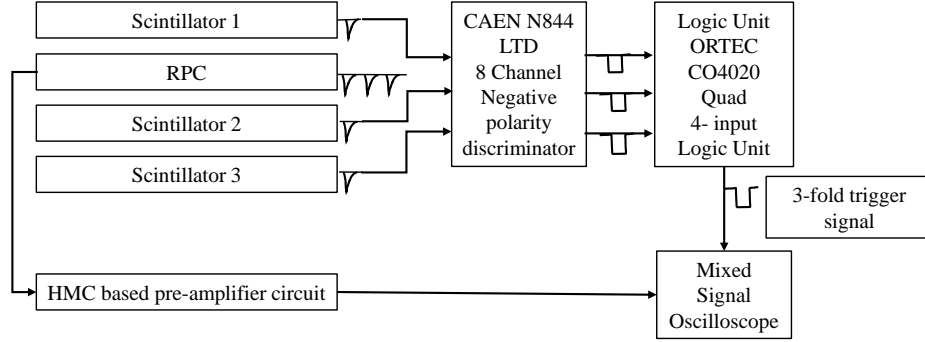 Scintillator 1
RPC
Scintillator 2
Scintillator 3
HMC based pre-amplifier circuit
CAEN N844
LTD
8 Channel
Negative
polarity
discriminator
Logic Unit
ORTEC
CO4020
Quad
4- input
Logic Unit
3-fold trigger
signal
Mixed
Signal
Oscilloscope